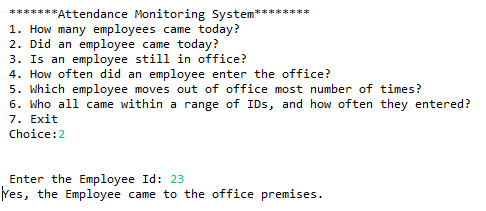 *******Attendance Monitoring System********
1. How many employees came today?
2. Did an employee came today?
3. Is an employee still in office?
4. How often did an employee enter the office?
5. Which employee moves out of office most number of times?
6. Who all came within a range of IDs, and how often they entered?
7. Exit
Choice:2
Enter the Employee Id: 23
Yes, the Employee came to the office premises.